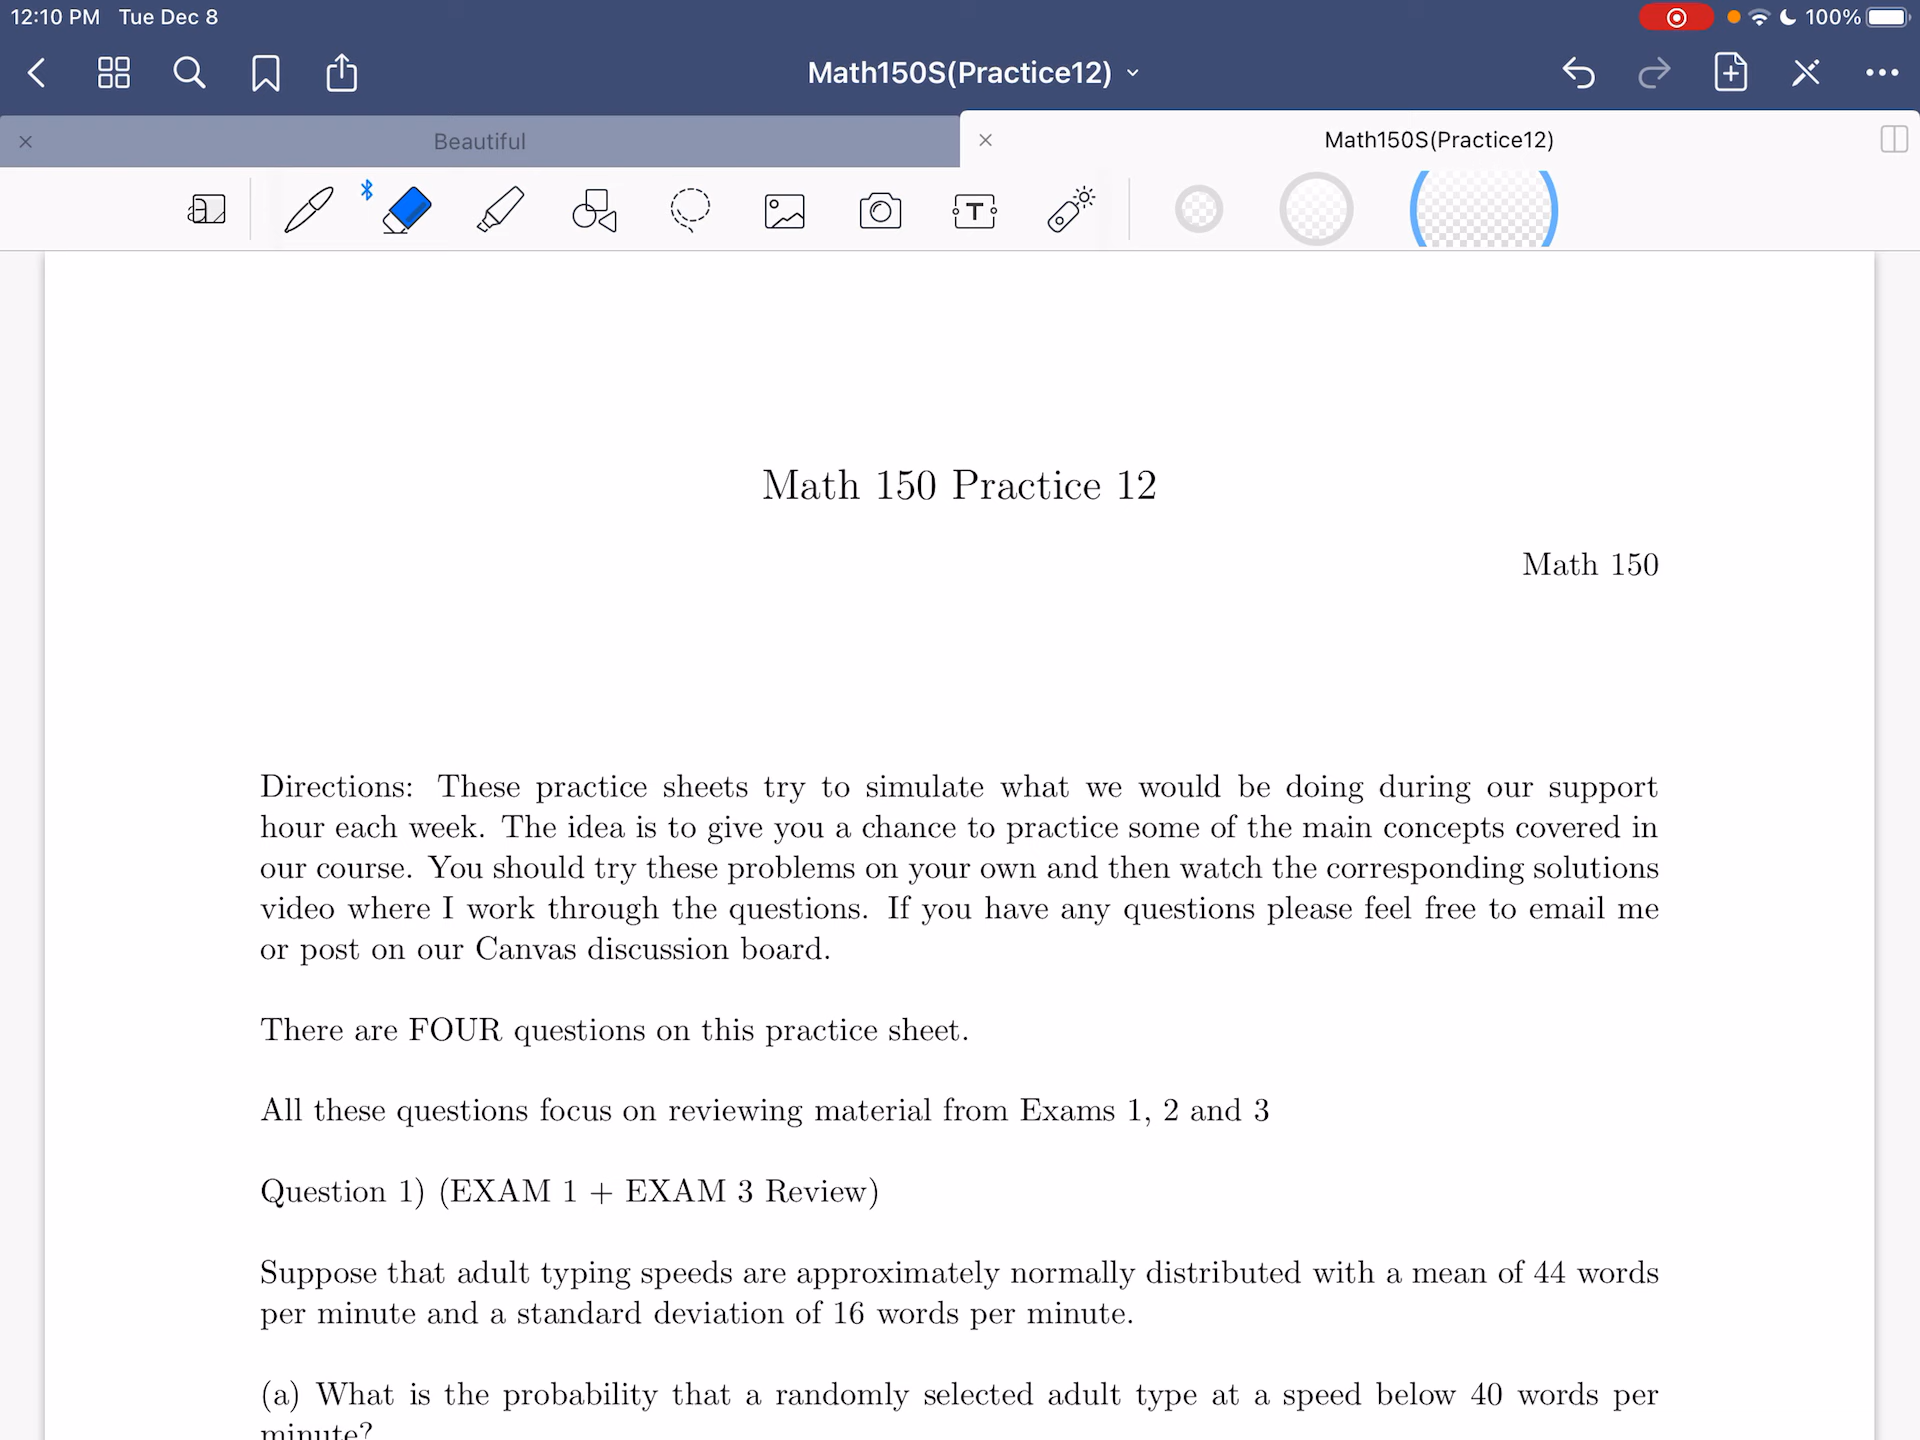 12:10 PM Tue Dec 8
100%
Math150S(Practice12)
Beautiful
Math150S(Practice12)
Math 150 Practice 12
Math 150
Directions: These practice sheets try to simulate what we would be doing during our support
hour each week. The idea is to give you a chance to practice some of the main concepts covered in
our course. You should try these problems on your own and then watch the corresponding solutions
video where I work through the questions. If you have any questions please feel free to email me
or post on our Canvas discussion board.
There are FOUR questions on this practice sheet.
All these questions focus on reviewing material from Exams 1, 2 and 3
Question 1) (EXAM 1 + EXAM 3 Review)
Suppose that adult typing speeds are approximately normally distributed with a mean of 44 words
per minute and a standard deviation of 16 words per minute.
(a) What is the probability that a randomly selected adult type at a speed below 40 words per
minute?